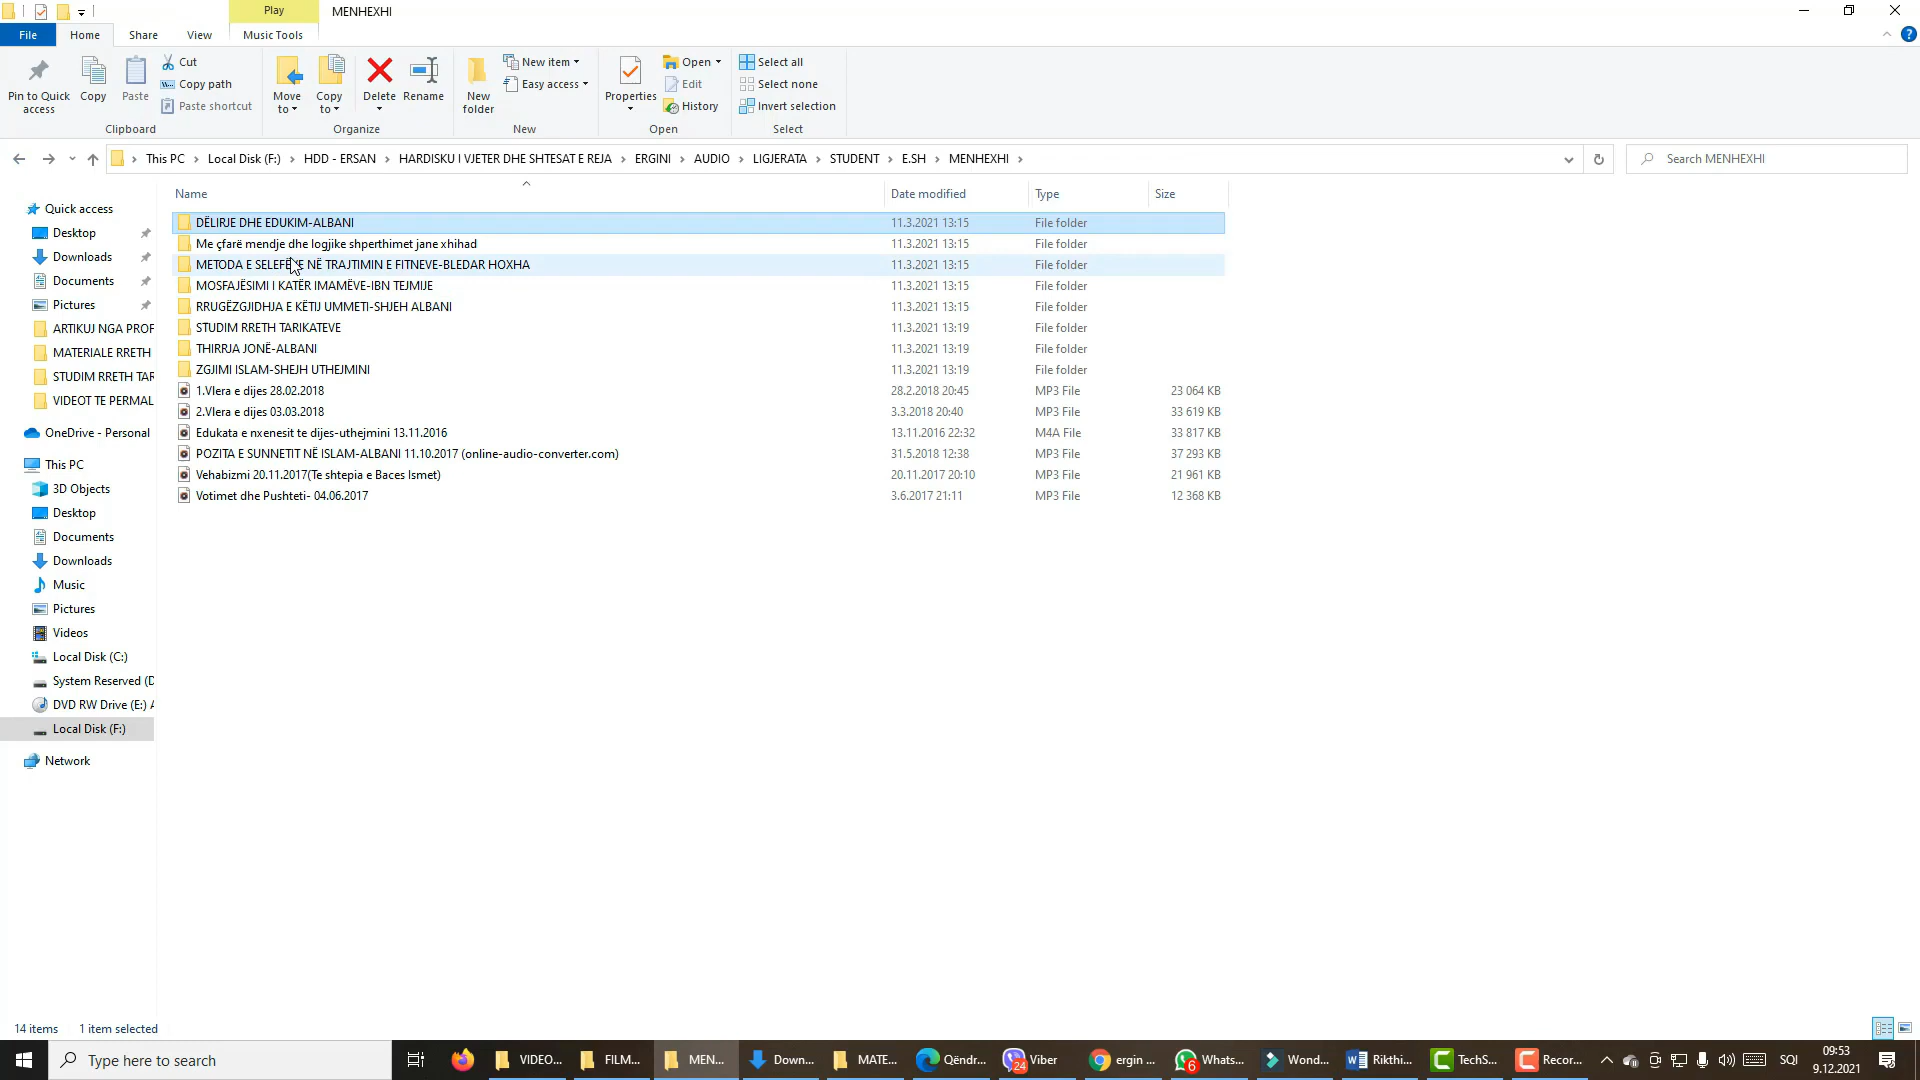 Play
MENHEXHI
File
Home
Share
View
Music Tools
Pin to Quick access
Copy
Paste
Cut
Copy path
Paste shortcut
Clipboard
Move to
Copy to
Delete
Rename
Organize
New folder
New item
Easy access
New
Properties
Open
Edit
History
Open
Select all
Select none
Invert selection
Select
This PC > Local Disk (F:) > HDD - ERSAN > HARDISKU I VJETER DHE SHTESAT E REJA > ERGINI > AUDIO > LIGJERATA > STUDENT > E.SH > MENHEXHI >
Search MENHEXHI
Name Date modified Type Size
Quick access
Desktop
Downloads
Documents
Pictures
ARTIKUJ NGA PROF
MATERIALE RRETH
STUDIM RRETH TAR
VIDEOT TE PERMAL
OneDrive - Personal
This PC
3D Objects
Desktop
Documents
Downloads
Music
Pictures
Videos
Local Disk (C:)
System Reserved (D
DVD RW Drive (E:) A
Local Disk (F:)
Network
DËLIRJE DHE EDUKIM-ALBANI 11.3.2021 13:15 File folder
Me çfarë mendje dhe logjike shperthimet jane xhihad 11.3.2021 13:15 File folder
METODA E SELEFËVE NË TRAJTIMIN E FITNEVE-BLEDAR HOXHA 11.3.2021 13:15 File folder
MOSFAJËSIMI I KATËR IMAMËVE-IBN TEJMIJE 11.3.2021 13:15 File folder
RRUGËZGJIDHJA E KËTIJ UMMETI-SHJEH ALBANI 11.3.2021 13:15 File folder
STUDIM RRETH TARIKATEVE 11.3.2021 13:19 File folder
THIRRJA JONË-ALBANI 11.3.2021 13:19 File folder
ZGJIMI ISLAM-SHEJH UTHEJMINI 11.3.2021 13:19 File folder
1.Vlera e dijes 28.02.2018 28.2.2018 20:45 MP3 File 23 064 KB
2.Vlera e dijes 03.03.2018 3.3.2018 20:40 MP3 File 33 619 KB
Edukata e nxenesit te dijes-uthejmini 13.11.2016 13.11.2016 22:32 M4A File 33 817 KB
POZITA E SUNNETIT NË ISLAM-ALBANI 11.10.2017 (online-audio-converter.com) 31.5.2018 12:38 MP3 File 37 293 KB
Vehabizmi 20.11.2017(Te shtepia e Baces Ismet) 20.11.2017 20:10 MP3 File 21 961 KB
Votimet dhe Pushteti- 04.06.2017 3.6.2017 21:11 MP3 File 12 368 KB
14 items 1 item selected
Type here to search
VIDEO...
FILM...
MEN...
Down...
MATE...
Qëndr...
24 Viber
ergin ...
6 Whats...
Wond...
Rikthi...
TechS...
Recor...
SQI
09:53
9.12.2021